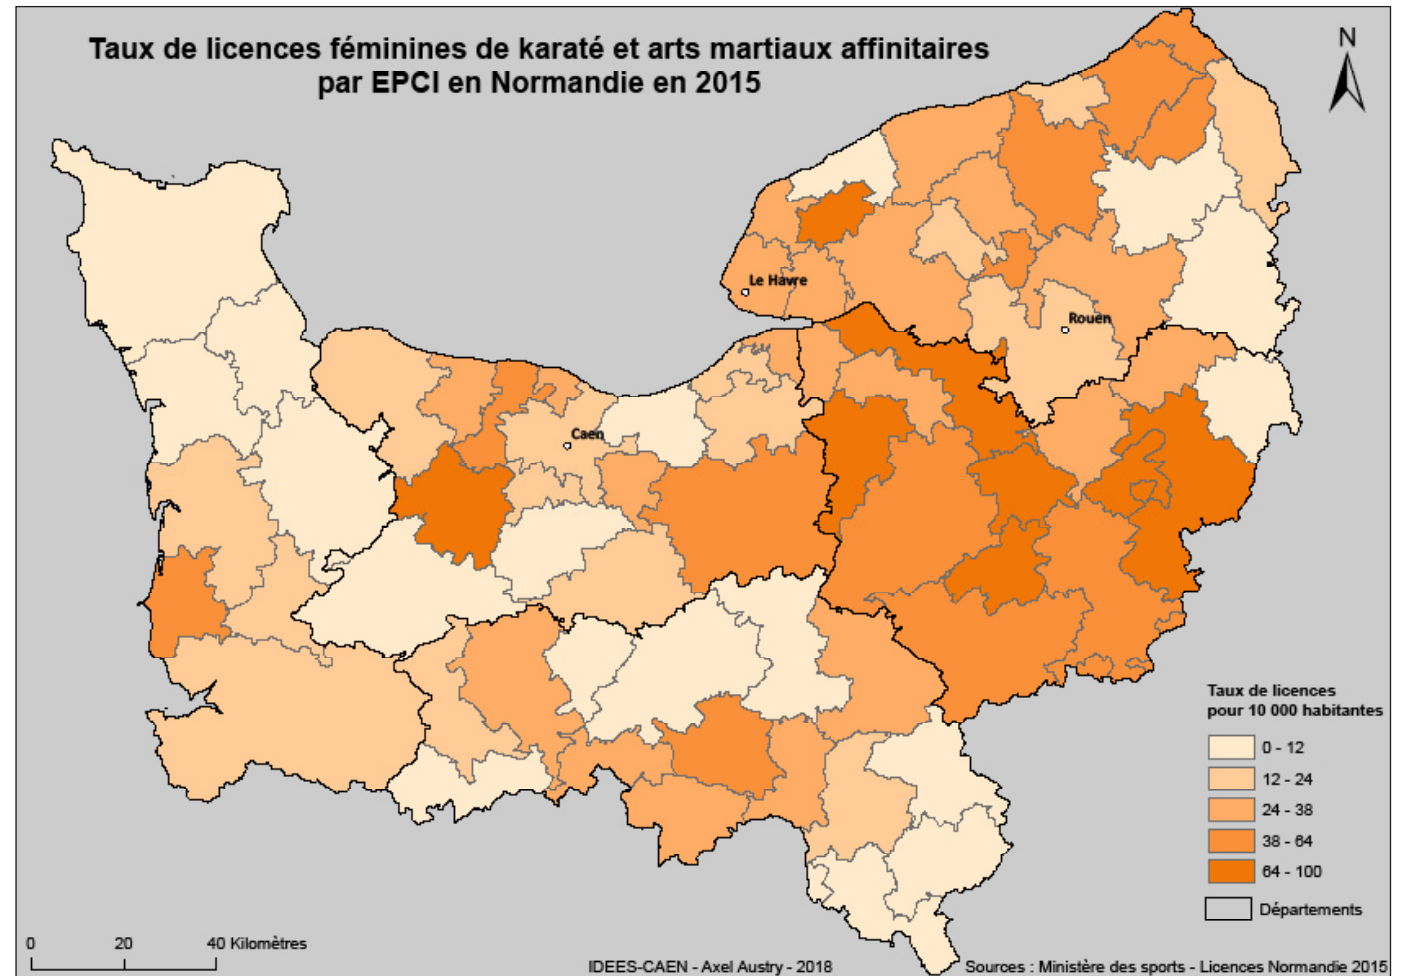 Taux de licences féminines de karaté et arts martiaux affinitaires
par EPCI en Normandie en 2015
N
Le Havre
Rouen
Caen
Taux de licences
pour 10 000 habitantes
0 - 12
12 - 24
24 - 38
38 - 64
64 - 100
Départements
0 20 40 Kilomètres
IDEES-CAEN - Axel Austry - 2018
Sources : Ministère des sports - Licences Normandie 2015